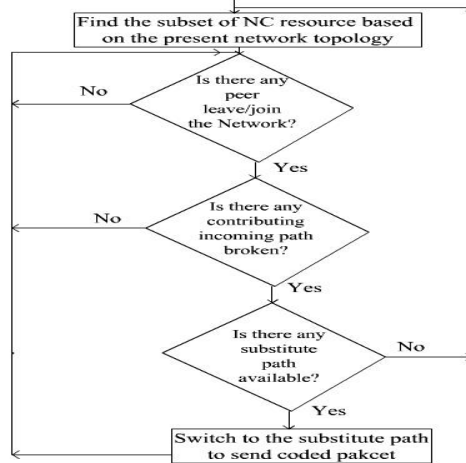 Find the subset of NC resource based
on the present network topology
Is there any
peer
leave/join
the Network?
No
Yes
Is there any
contributing
incoming path
broken?
No
Yes
Is there any
substitute
path
available?
No
Yes
Switch to the substitute path
to send coded pakcet